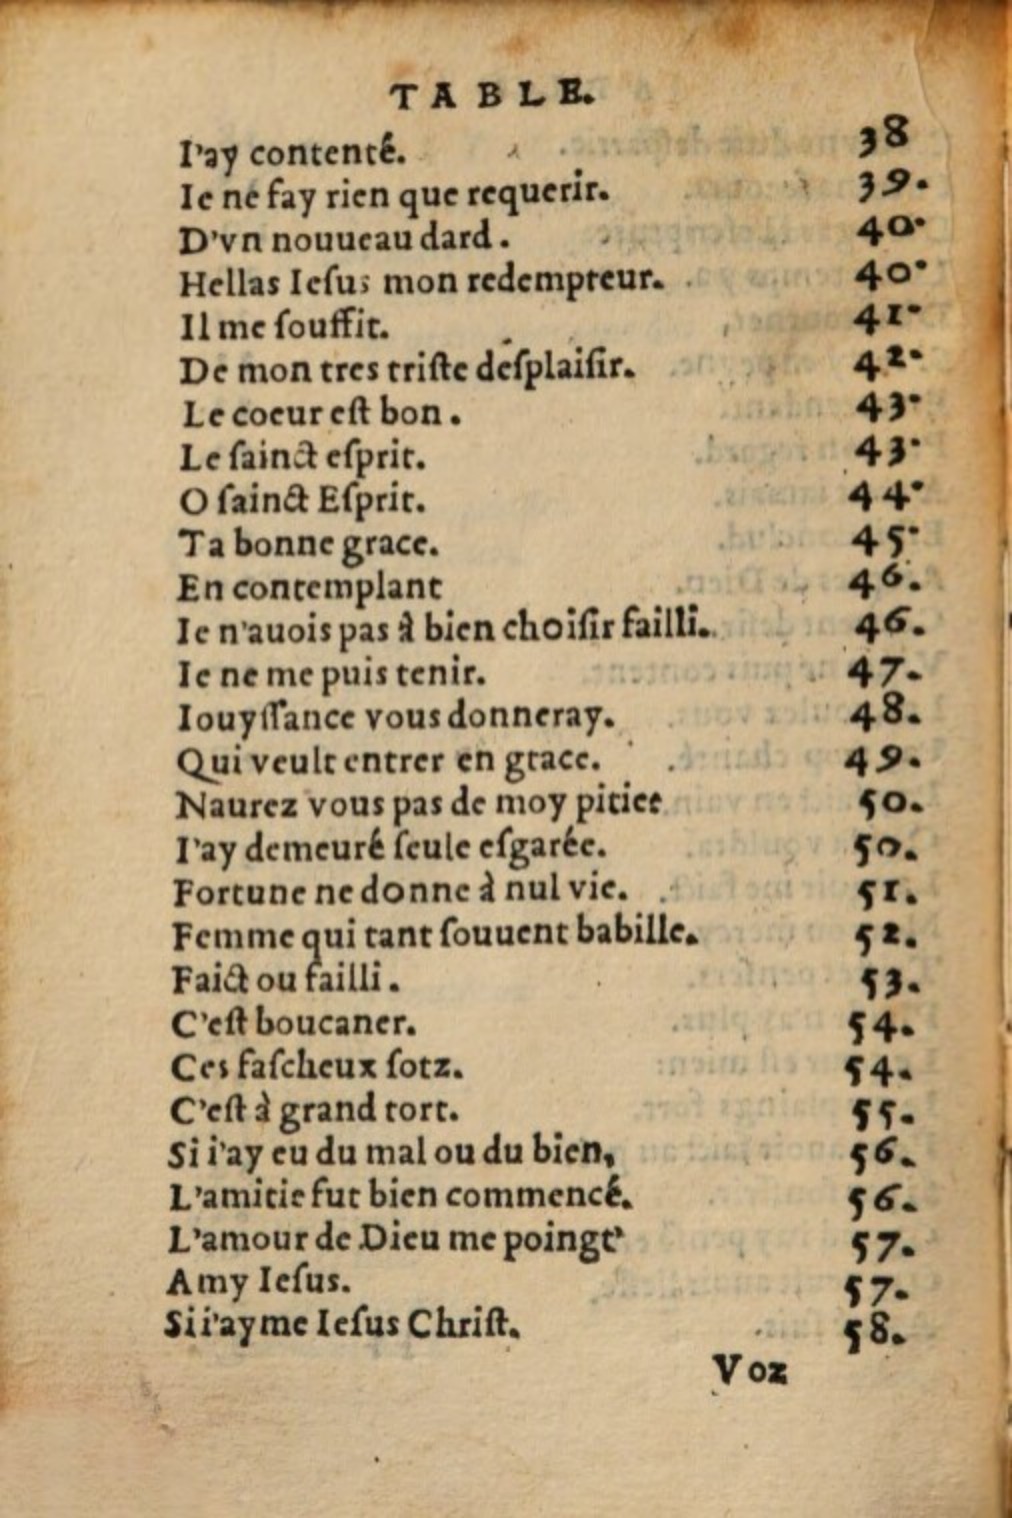 TABLE.
I'ay contenté. 38
Ie ne fay rien que requerir. 39.
D'vn nouueau dard. 40.
Hellas Iesuſ mon redempteur. 40.
Il me ſouffit. 41.
De mon tres triſte deſplaiſir. 42.
Le coeur eſt bon. 43.
Le ſainct eſprit. 43.
O ſainct Eſprit. 44.
Ta bonne grace. 45.
En contemplant 46.
Ie n'auois pas à bien choiſir failli. 46.
Ie ne me puis tenir. 47.
Iouyſſance vous donneray. 48.
Qui veult entrer en grace. 49.
Naurez vous pas de moy pitiee 50.
I'ay demeuré ſeule eſgarée. 50.
Fortune ne donne à nul vie. 51.
Femme qui tant ſouuent babille. 52.
Faict ou failli. 53.
C'eſt boucaner. 54.
Ces faſcheux ſotz. 54.
C'eſt à grand tort. 55.
Si i'ay eu du mal ou du bien, 56.
L'amitie fut bien commencé. 56.
L'amour de Dieu me poingt' 57.
Amy Ieſus. 57.
Si i'ayme Ieſus Chriſt. 58.
Voz